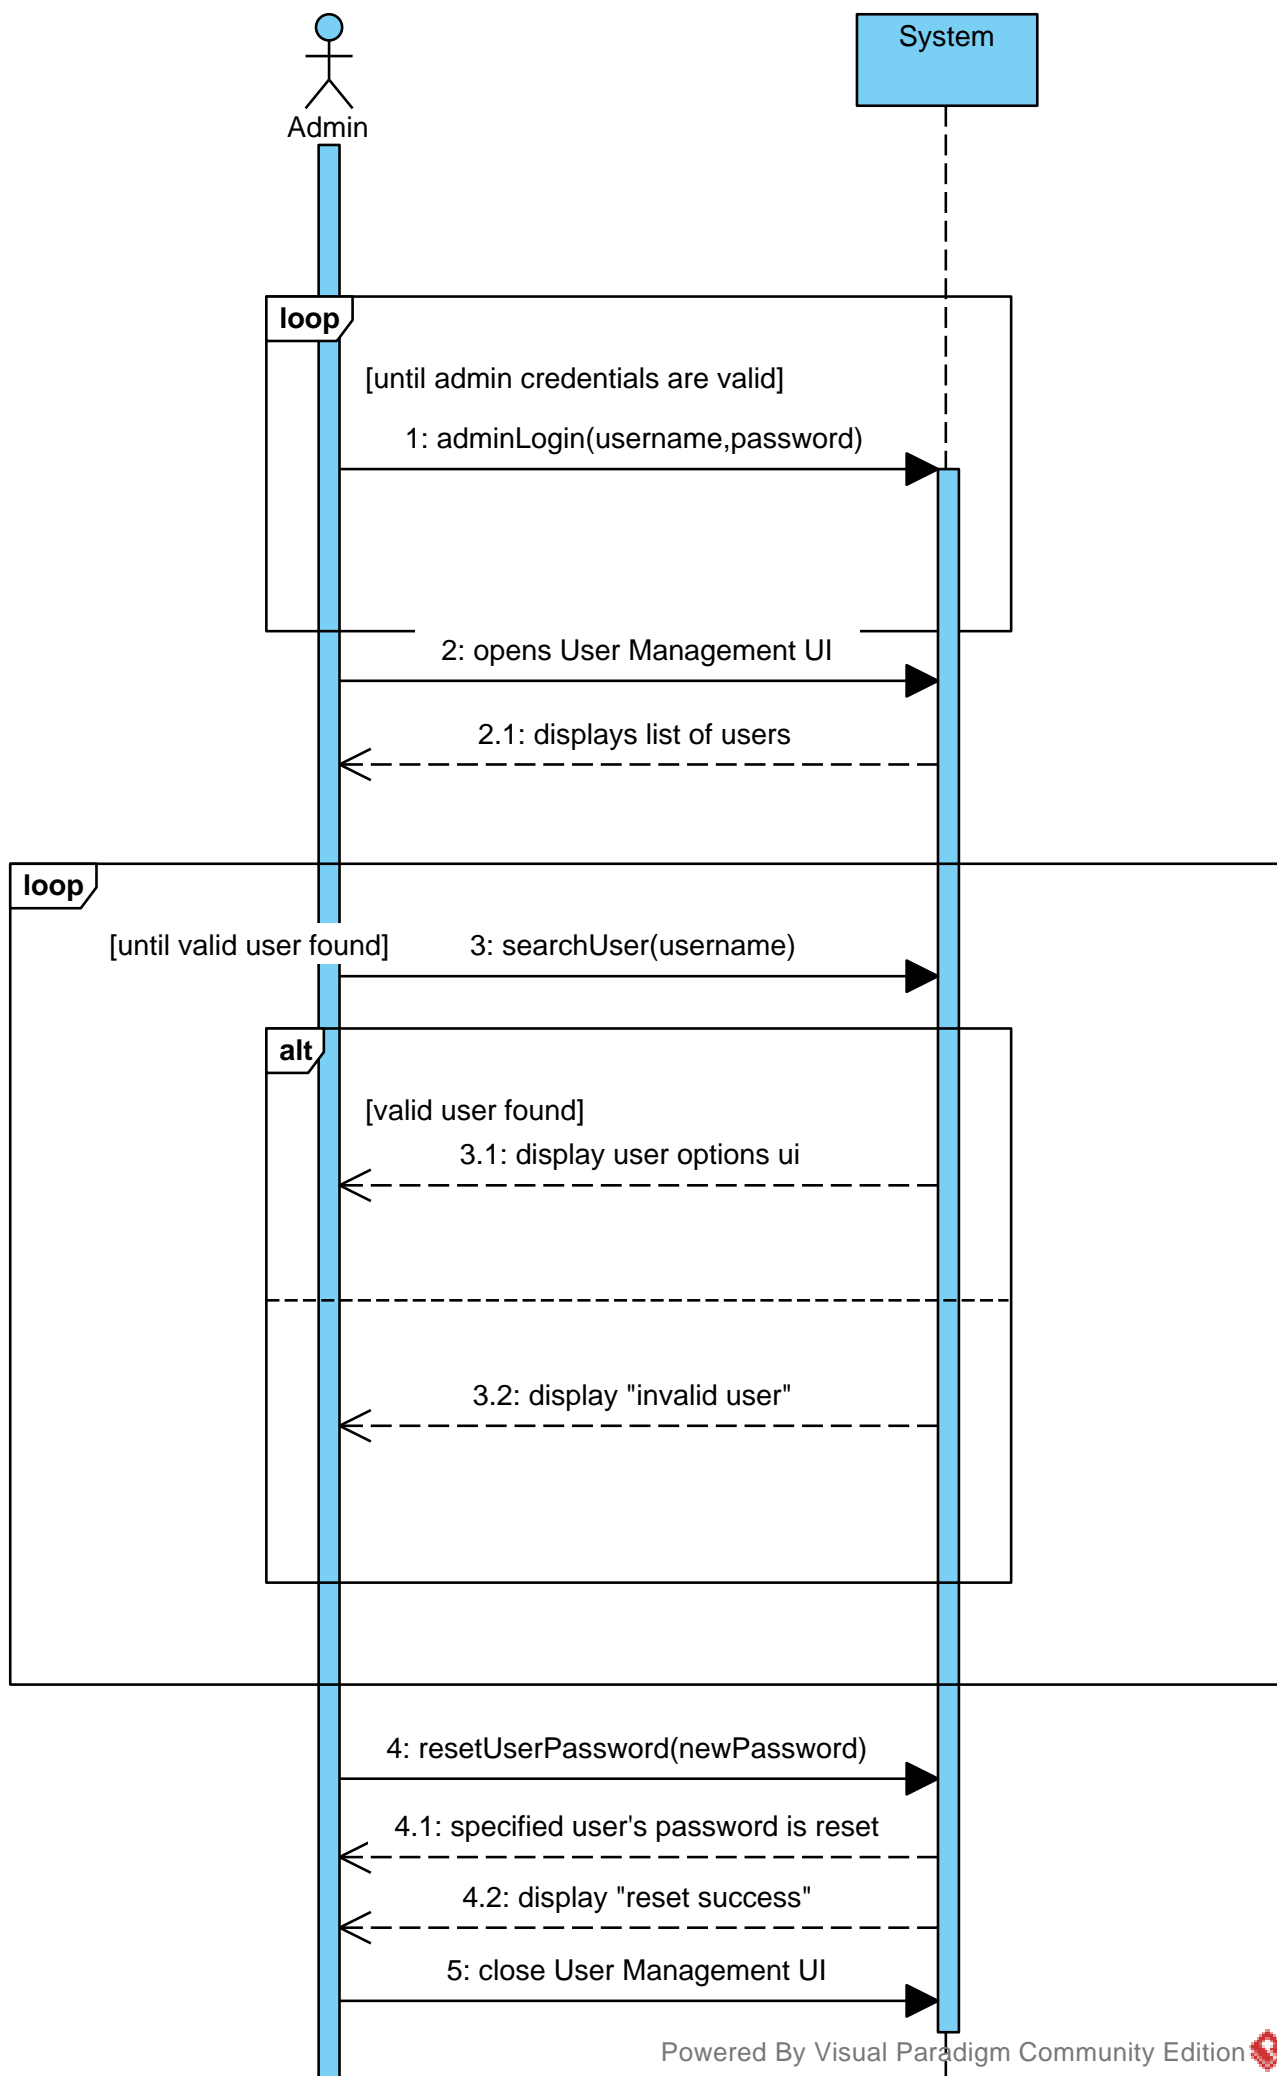 System
Admin
loop
[until admin credentials are valid]
1: adminLogin(username,password)
2: opens User Management UI
2.1: displays list of users
loop
[until valid user found]
3: searchUser(username)
alt
[valid user found]
3.1: display user options ui
3.2: display "invalid user"
4: resetUserPassword(newPassword)
4.1: specified user's password is reset
4.2: display "reset success"
5: close User Management UI
Powered By Visual Paradigm Community Edition